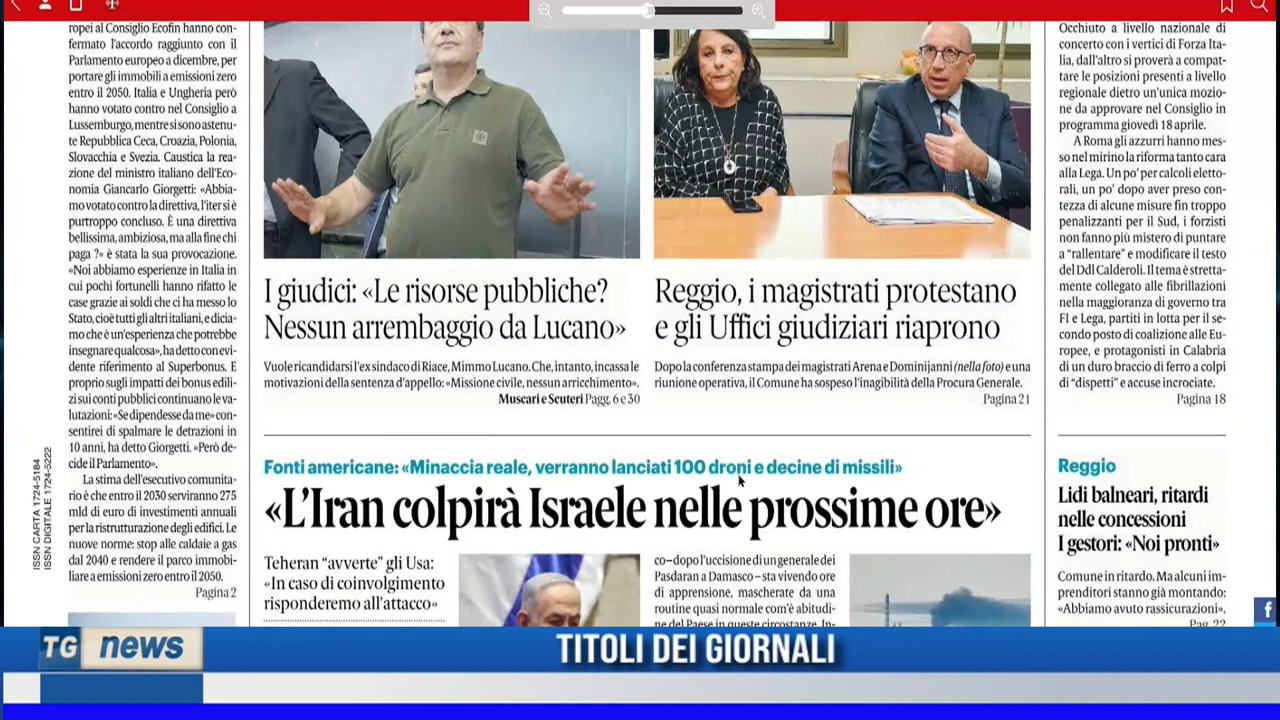 ropei al Consiglio Ecofin hanno con-
fermato l'accordo raggiunto con il
Parlamento europeo a dicembre, per
portare gli immobili a emissioni zero
entro il 2050. Italia e Ungheria però
hanno votato contro nel Consiglio a
Lussemburgo, mentre si sono astenu-
te Repubblica Ceca, Croazia, Polonia,
Slovacchia e Svezia. Caustica la rea-
zione del ministro italiano dell'Eco-
nomia Giancarlo Giorgetti: «Abbia-
mo votato contro la direttiva, l'iter si è
purtroppo concluso. È una direttiva
bellissima, ambiziosa, ma alla fine chi
paga ?» è stata la sua provocazione.
«Noi abbiamo esperienze in Italia in
cui pochi fortunelli hanno rifatto le
case grazie ai soldi che ci ha messo lo
Stato, cioè tutti gli altri italiani, e dicia-
mo che è un'esperienza che potrebbe
insegnare qualcosa», ha detto con evi-
dente riferimento al Superbonus. E
proprio sugli impatti dei bonus edili-
zi sui conti pubblici continuano le va-
lutazioni: «Se dipendesse da me» con-
sentirei di spalmare le detrazioni in
10 anni, ha detto Giorgetti. «Però de-
cide il Parlamento».
La stima dell'esecutivo comunita-
rio è che entro il 2030 serviranno 275
mld di euro di investimenti annuali
per la ristrutturazione degli edifici. Le
nuove norme: stop alle caldaie a gas
dal 2040 e rendere il parco immobi-
liare a emissioni zero entro il 2050.
Pagina 2
ISSN CARTA 1724-5184
ISSN DIGITALE 1724-5222
I giudici: «Le risorse pubbliche?
Nessun arrembaggio da Lucano»
Vuole ricandidarsi l'ex sindaco di Riace, Mimmo Lucano. Che, intanto, incassa le
motivazioni della sentenza d'appello: «Missione civile, nessun arricchimento».
Muscari e Scuteri Pagg. 6 e 30
Reggio, i magistrati protestano
e gli Uffici giudiziari riaprono
Dopo la conferenza stampa dei magistrati Arena e Dominijanni (nella foto) e una
riunione operativa, il Comune ha sospeso l'inagibilità della Procura Generale.
Pagina 21
Fonti americane: «Minaccia reale, verranno lanciati 100 droni e decine di missili»
«L'Iran colpirà Israele nelle prossime ore»
Teheran “avverte” gli Usa:
«In caso di coinvolgimento
risponderemo all'attacco»
co – dopo l'uccisione di un generale dei
Pasdaran a Damasco – sta vivendo ore
di apprensione, mascherate da una
routine quasi normale com'è abitudi-
ne del Paese in queste circostanze. In-
Occhiuto a livello nazionale di
concerto con i vertici di Forza Ita-
lia, dall'altro si proverà a compat-
tare le posizioni presenti a livello
regionale dietro un'unica mozione
da approvare nel Consiglio in
programma giovedì 18 aprile.
A Roma gli azzurri hanno mes-
so nel mirino la riforma tanto cara
alla Lega. Un po' per calcoli eletto-
rali, un po' dopo aver preso con-
tezza di alcune misure fin troppo
penalizzanti per il Sud, i forzisti
non fanno più mistero di puntare
a “rallentare” e modificare il testo
del Ddl Calderoli. Il tema è stretta-
mente collegato alle fibrillazioni
nella maggioranza di governo tra
FI e Lega, partiti in lotta per il se-
condo posto di coalizione alle Eu-
ropee, e protagonisti in Calabria
di un duro braccio di ferro a colpi
di “dispetti” e accuse incrociate.
Pagina 18
Reggio
Lidi balneari, ritardi
nelle concessioni
I gestori: «Noi pronti»
Comune in ritardo. Ma alcuni im-
prenditori stanno già montando:
«Abbiamo avuto rassicurazioni».
Pag. 22
f
TG news
TITOLI DEI GIORNALI